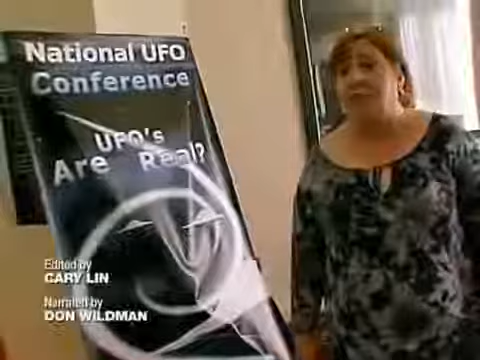 National UFO
Conference
UFO's
Are Real?
Edited by
CARY LIN
Narrated by
DON WILDMAN